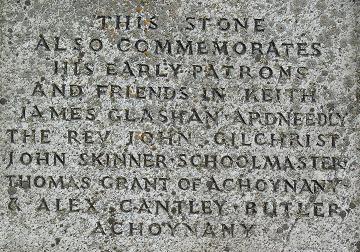 THIS STONE
ALSO COMMEMORATES
HIS EARLY PATRONS
AND FRIENDS IN KEITH
JAMES GLASHAN · ARDNEEDLY
THE REV. JOHN GILCHRIST
JOHN SKINNER · SCHOOLMASTER
THOMAS GRANT OF ACHOYNANY
& ALEX. CANTLEY · BUTLER
ACHOYNANY